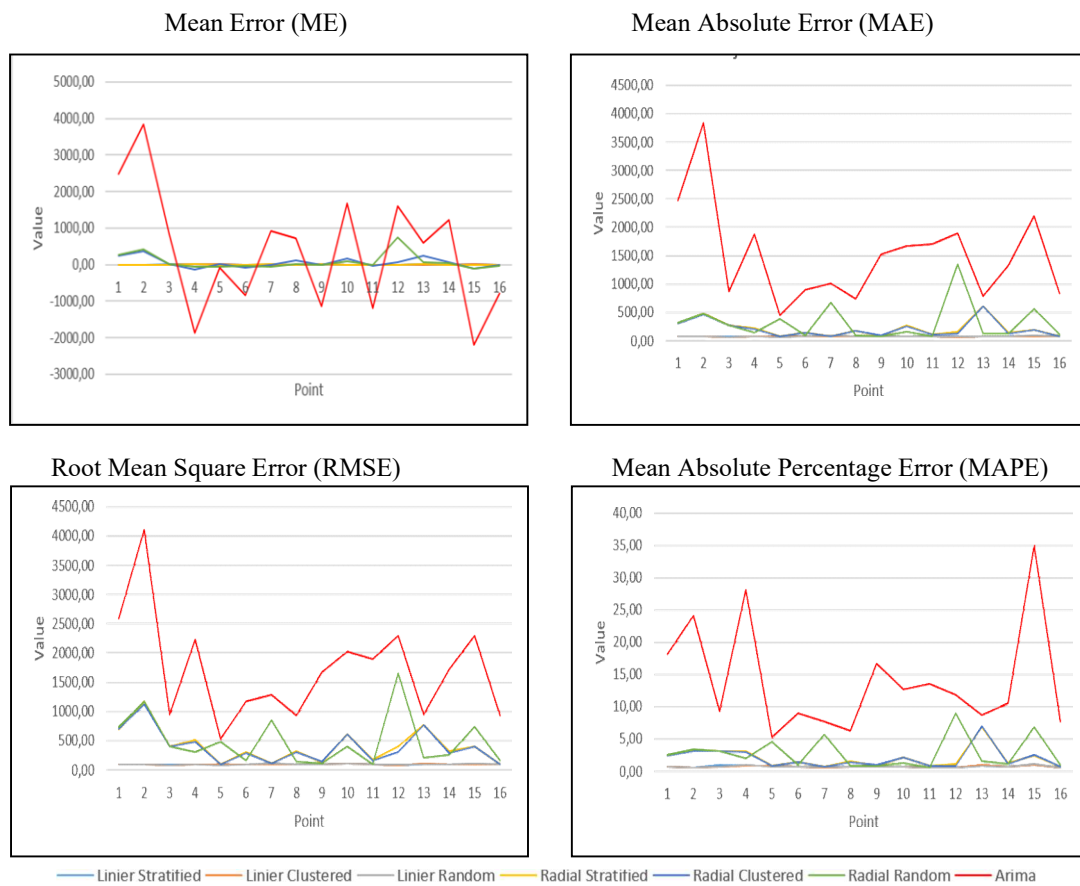 Mean Error (ME)
Mean Absolute Error (MAE)
5000,00
4000,00
3000,00
2000,00
1000,00
0,00
-1000,00
-2000,00
-3000,00
Value
1 2 3 4 5 6 7 8 9 10 11 12 13 14 15 16
Point
4500,00
4000,00
3500,00
3000,00
2500,00
2000,00
1500,00
1000,00
500,00
0,00
Value
1 2 3 4 5 6 7 8 9 10 11 12 13 14 15 16
Point
Root Mean Square Error (RMSE)
Mean Absolute Percentage Error (MAPE)
4500,00
4000,00
3500,00
3000,00
2500,00
2000,00
1500,00
1000,00
500,00
0,00
Value
1 2 3 4 5 6 7 8 9 10 11 12 13 14 15 16
Point
40,00
35,00
30,00
25,00
20,00
15,00
10,00
5,00
0,00
Value
1 2 3 4 5 6 7 8 9 10 11 12 13 14 15 16
Point
Linier Stratified Linier Clustered Linier Random Radial Stratified Radial Clustered Radial Random Arima